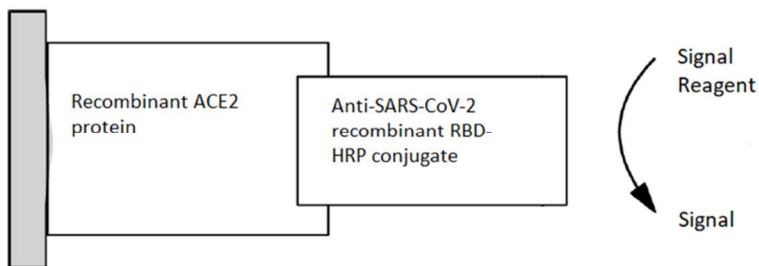 Recombinant ACE2
protein
Anti-SARS-CoV-2
recombinant RBD-
HRP conjugate
Signal
Reagent
Signal